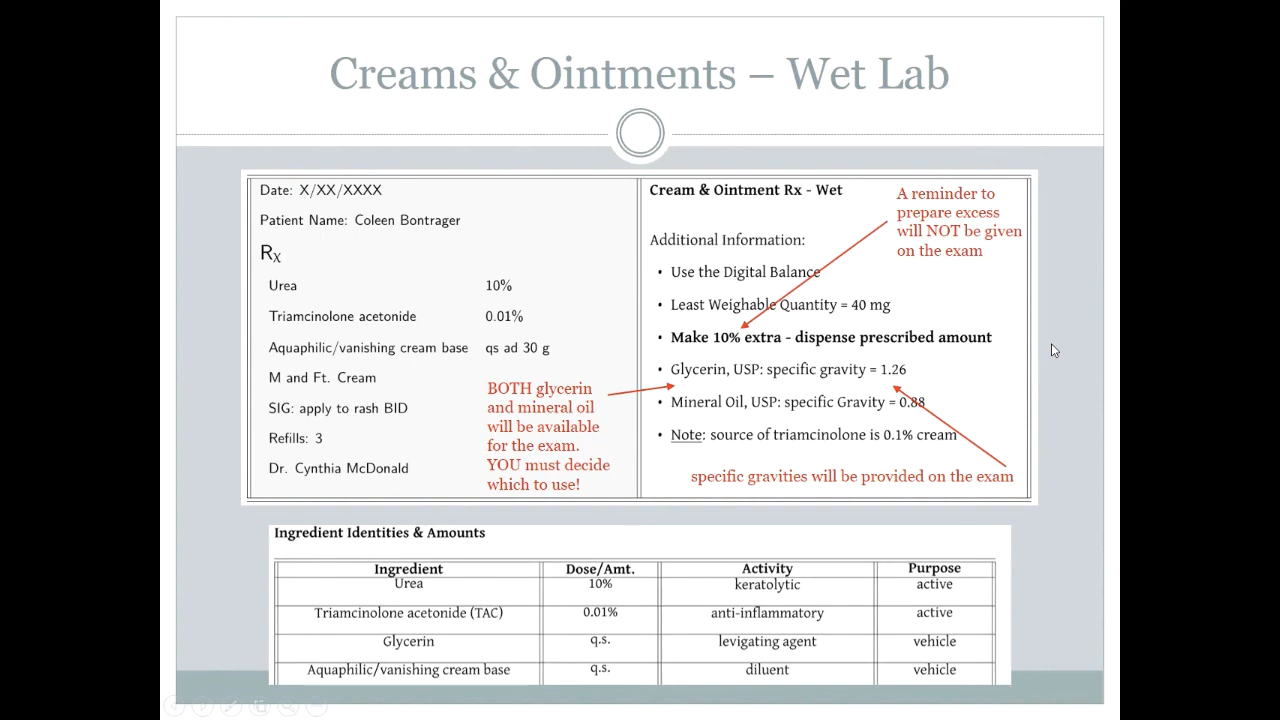 Creams & Ointments – Wet Lab
Date: X/XX/XXXX
Patient Name: Coleen Bontrager
Rx
Urea 10%
Triamcinolone acetonide 0.01%
Aquaphilic/vanishing cream base qs ad 30 g
M and Ft. Cream
SIG: apply to rash BID
Refills: 3
Dr. Cynthia McDonald
BOTH glycerin
and mineral oil
will be available
for the exam.
YOU must decide
which to use!
Cream & Ointment Rx - Wet
A reminder to
prepare excess
will NOT be given
on the exam
Additional Information:
• Use the Digital Balance
• Least Weighable Quantity = 40 mg
• Make 10% extra - dispense prescribed amount
• Glycerin, USP: specific gravity = 1.26
• Mineral Oil, USP: specific Gravity = 0.88
• Note: source of triamcinolone is 0.1% cream
specific gravities will be provided on the exam
Ingredient Identities & Amounts
Ingredient Dose/Amt. Activity Purpose
Urea 10% keratolytic active
Triamcinolone acetonide (TAC) 0.01% anti-inflammatory active
Glycerin q.s. levigating agent vehicle
Aquaphilic/vanishing cream base q.s. diluent vehicle